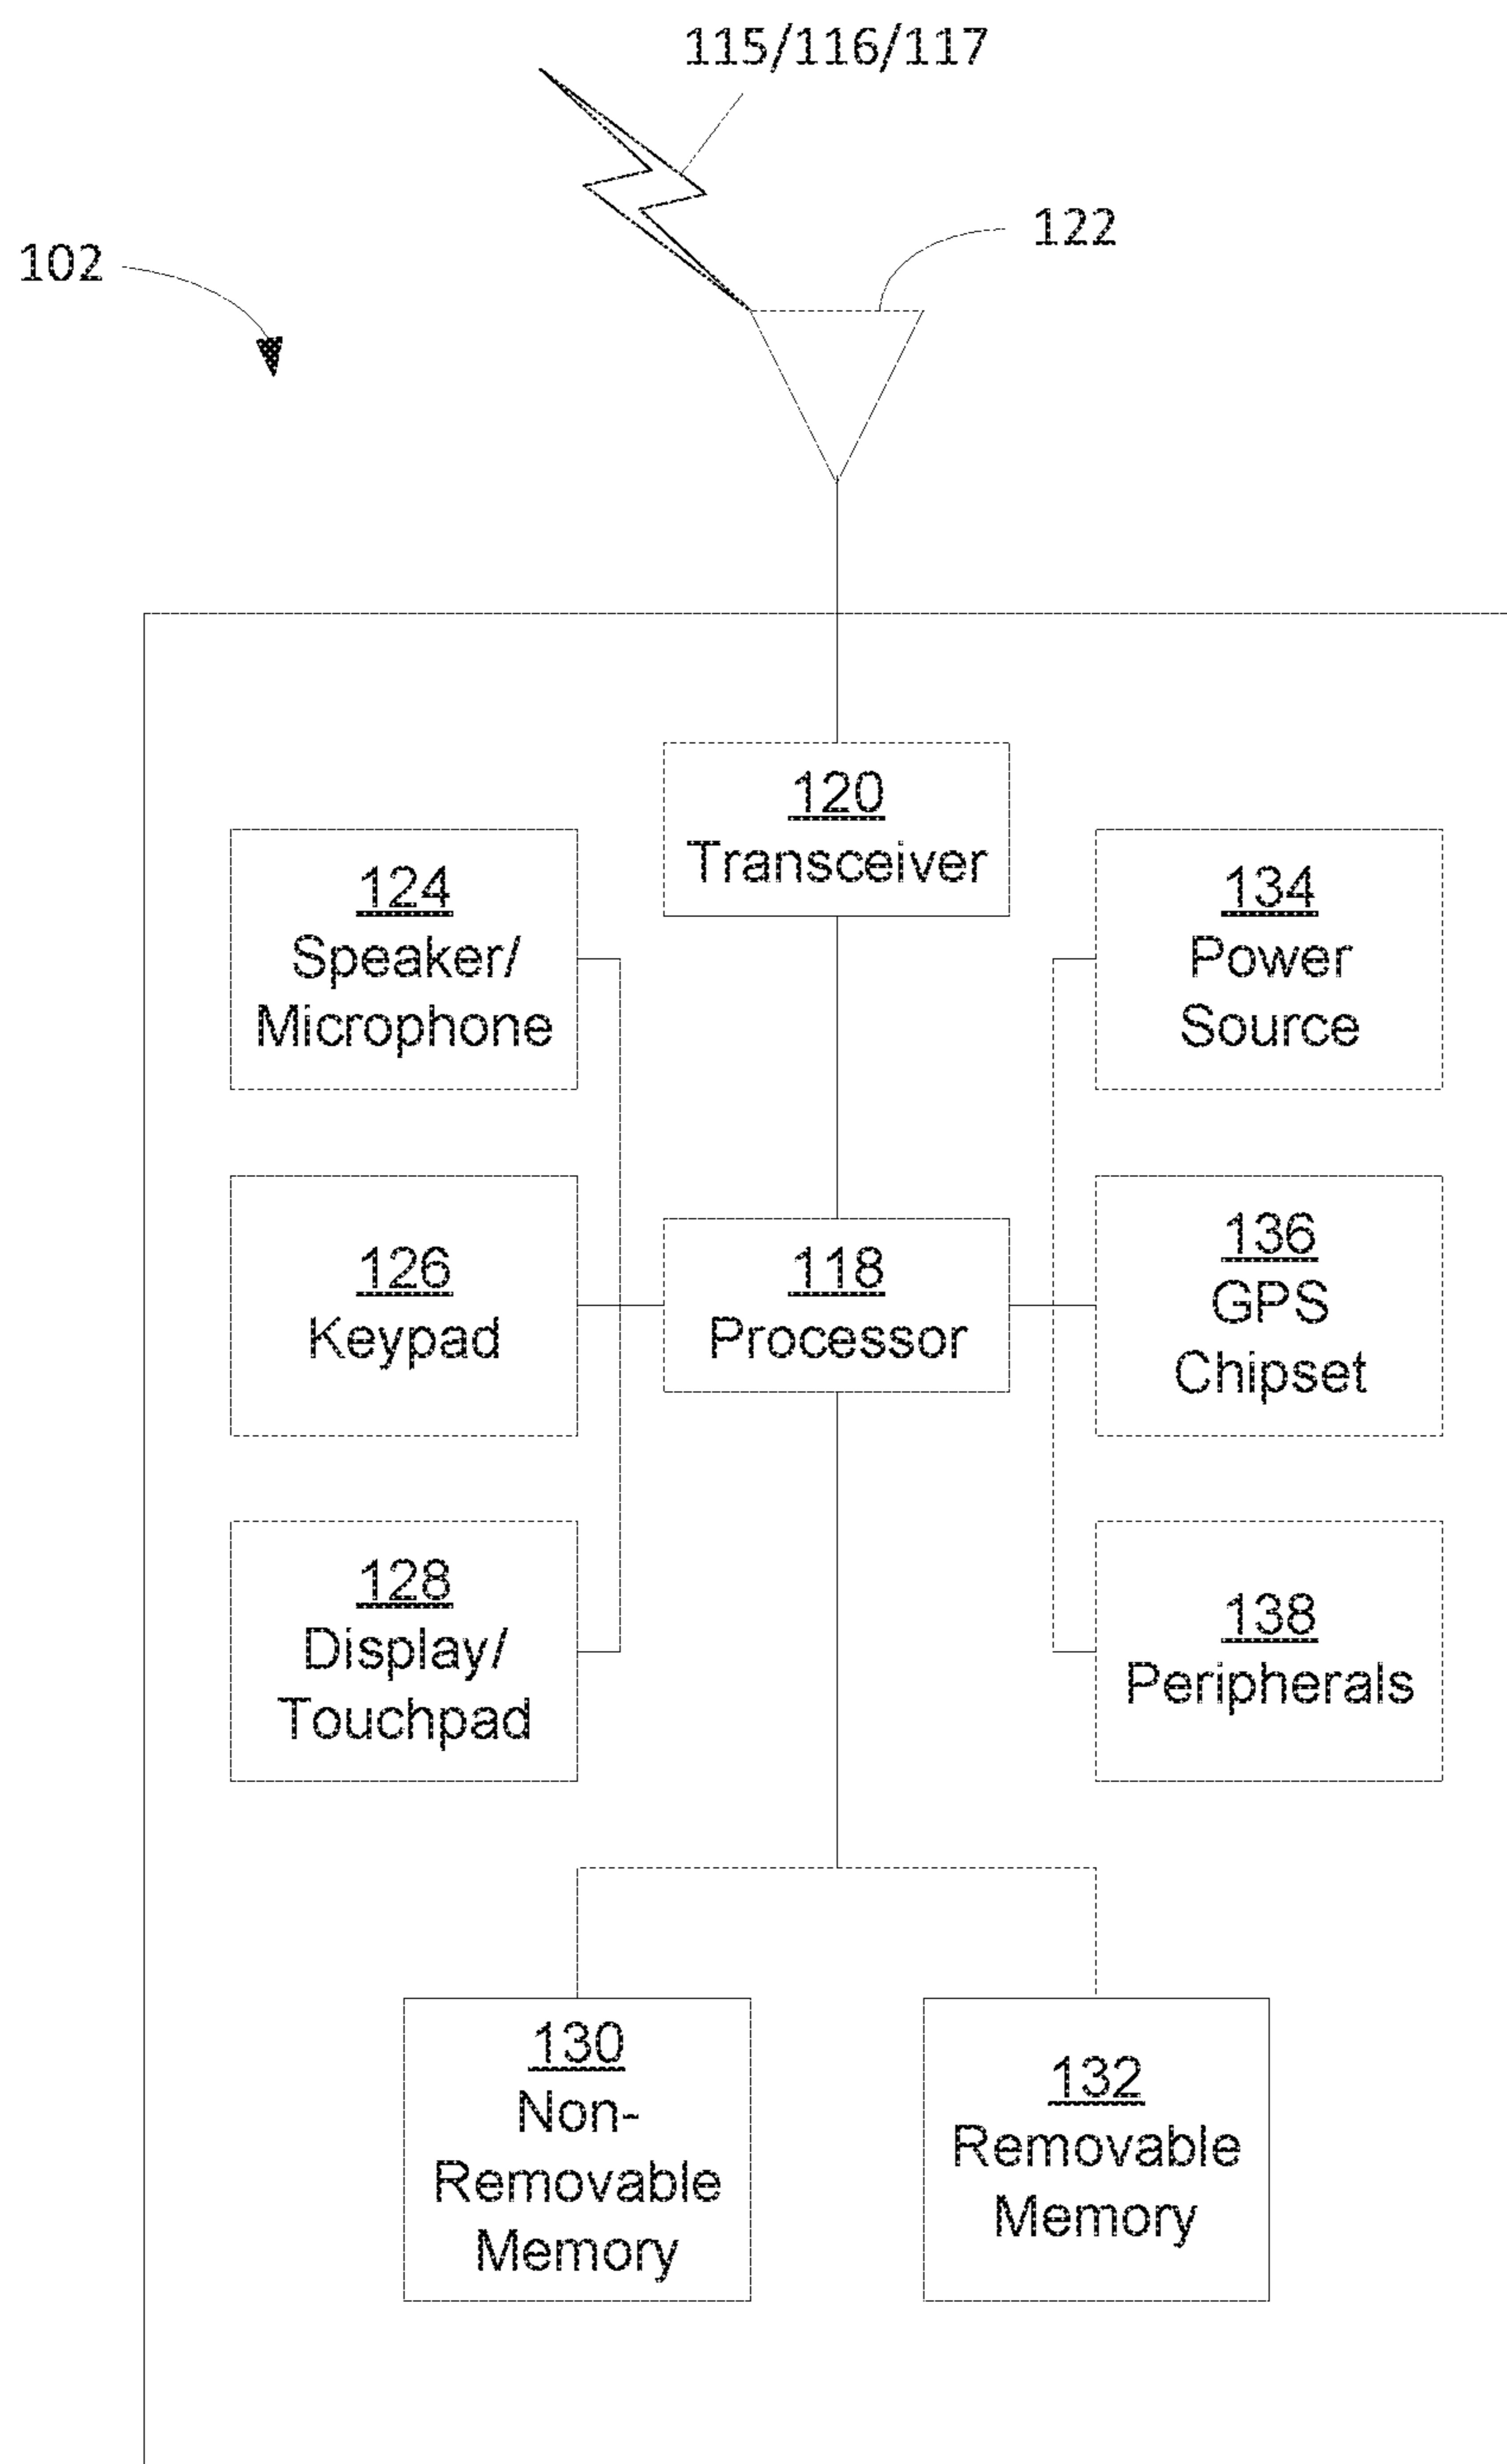 115/116/117
122
102
120
Transceiver
124
Speaker/
Microphone
134
Power
Source
126
Keypad
118
Processor
136
GPS
Chipset
128
Display/
Touchpad
138
Peripherals
130
Non-
Removable
Memory
132
Removable
Memory